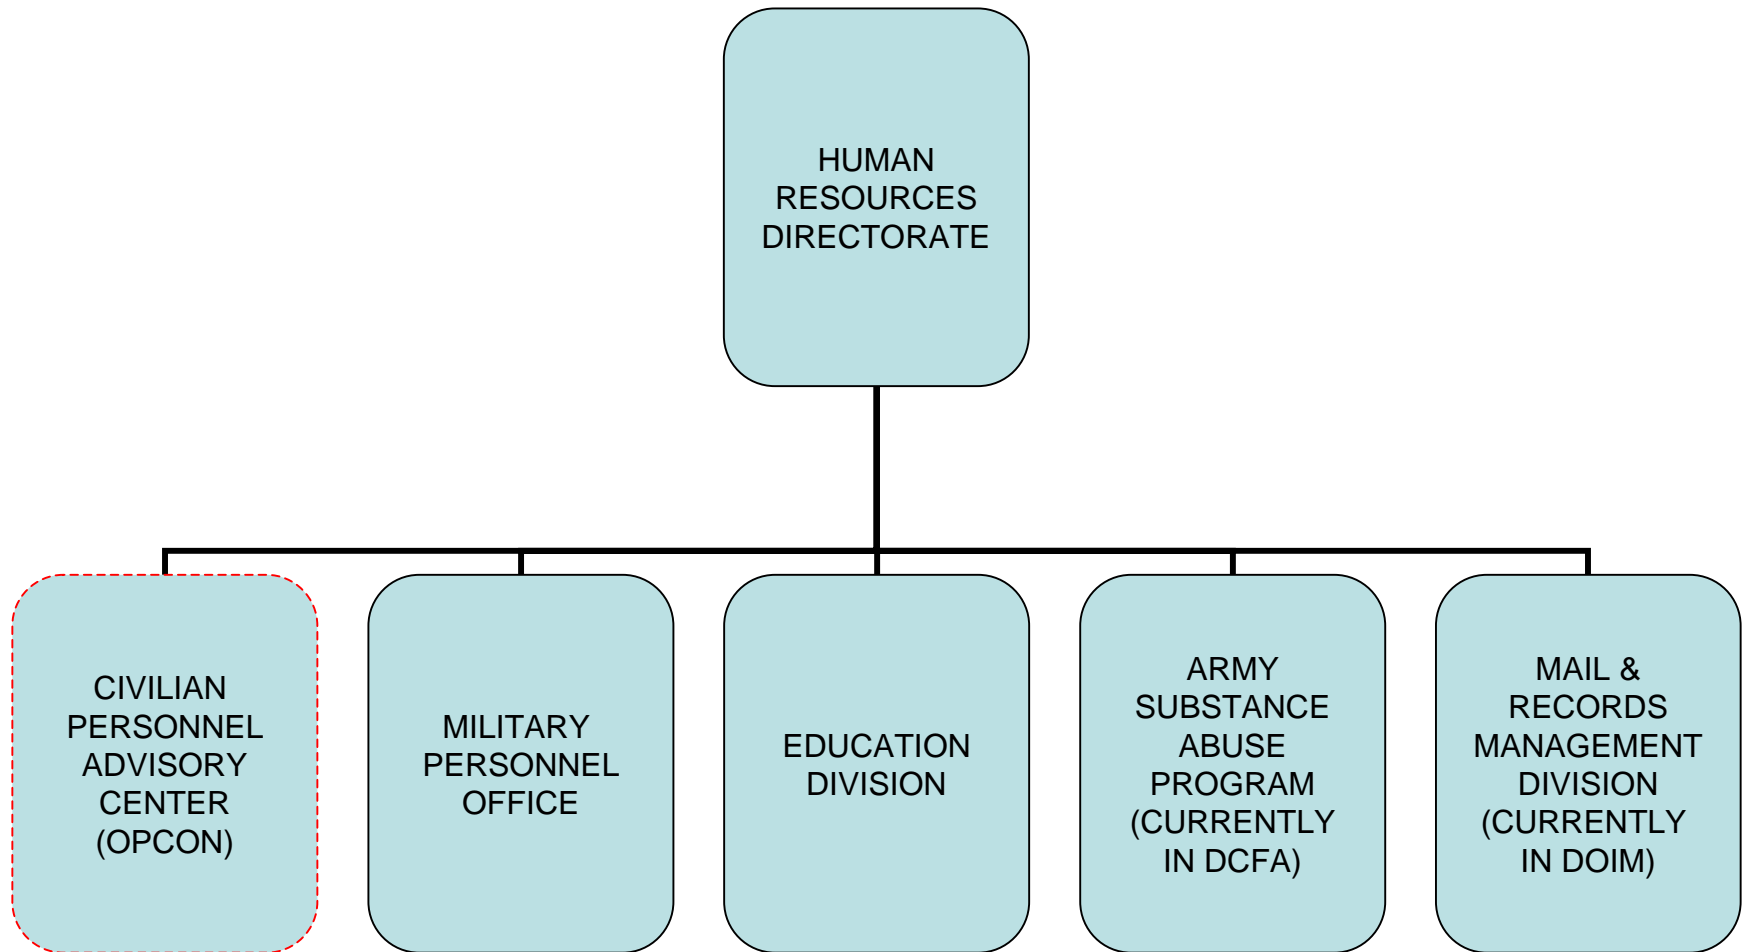 HUMAN
RESOURCES
DIRECTORATE
CIVILIAN
PERSONNEL
ADVISORY
CENTER
(OPCON)
MILITARY
PERSONNEL
OFFICE
EDUCATION
DIVISION
ARMY
SUBSTANCE
ABUSE
PROGRAM
(CURRENTLY
IN DCFA)
MAIL &
RECORDS
MANAGEMENT
DIVISION
(CURRENTLY
IN DOIM)